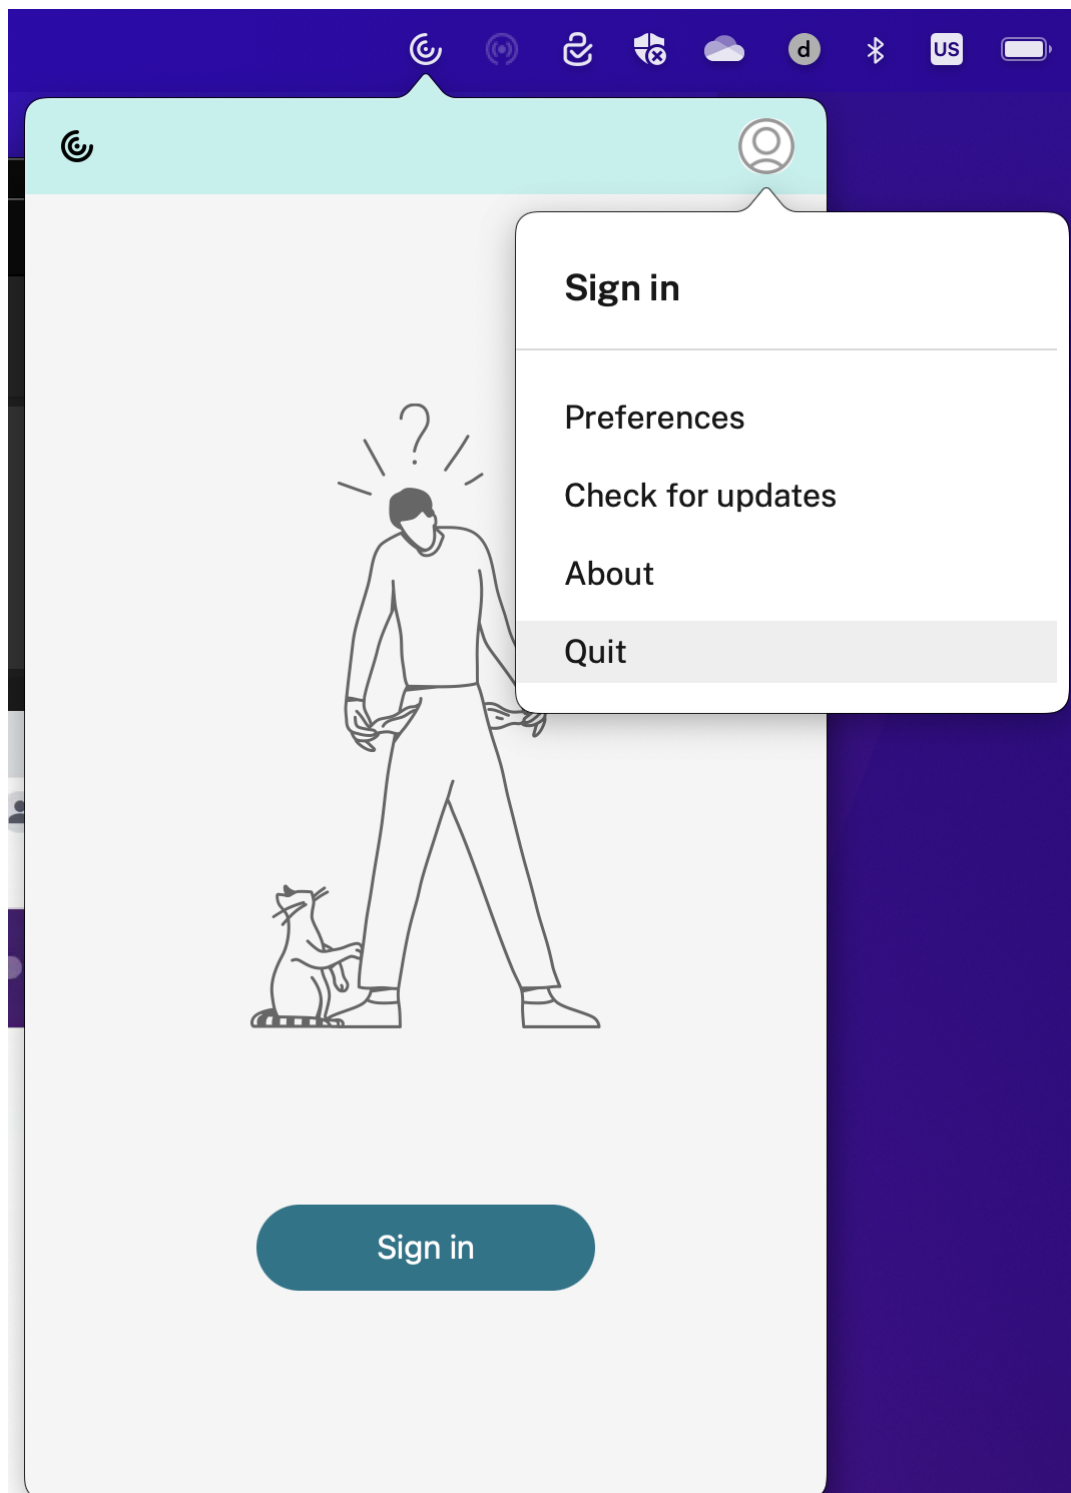 d
US
Sign in
Preferences
Check for updates
About
Quit
?
Sign in